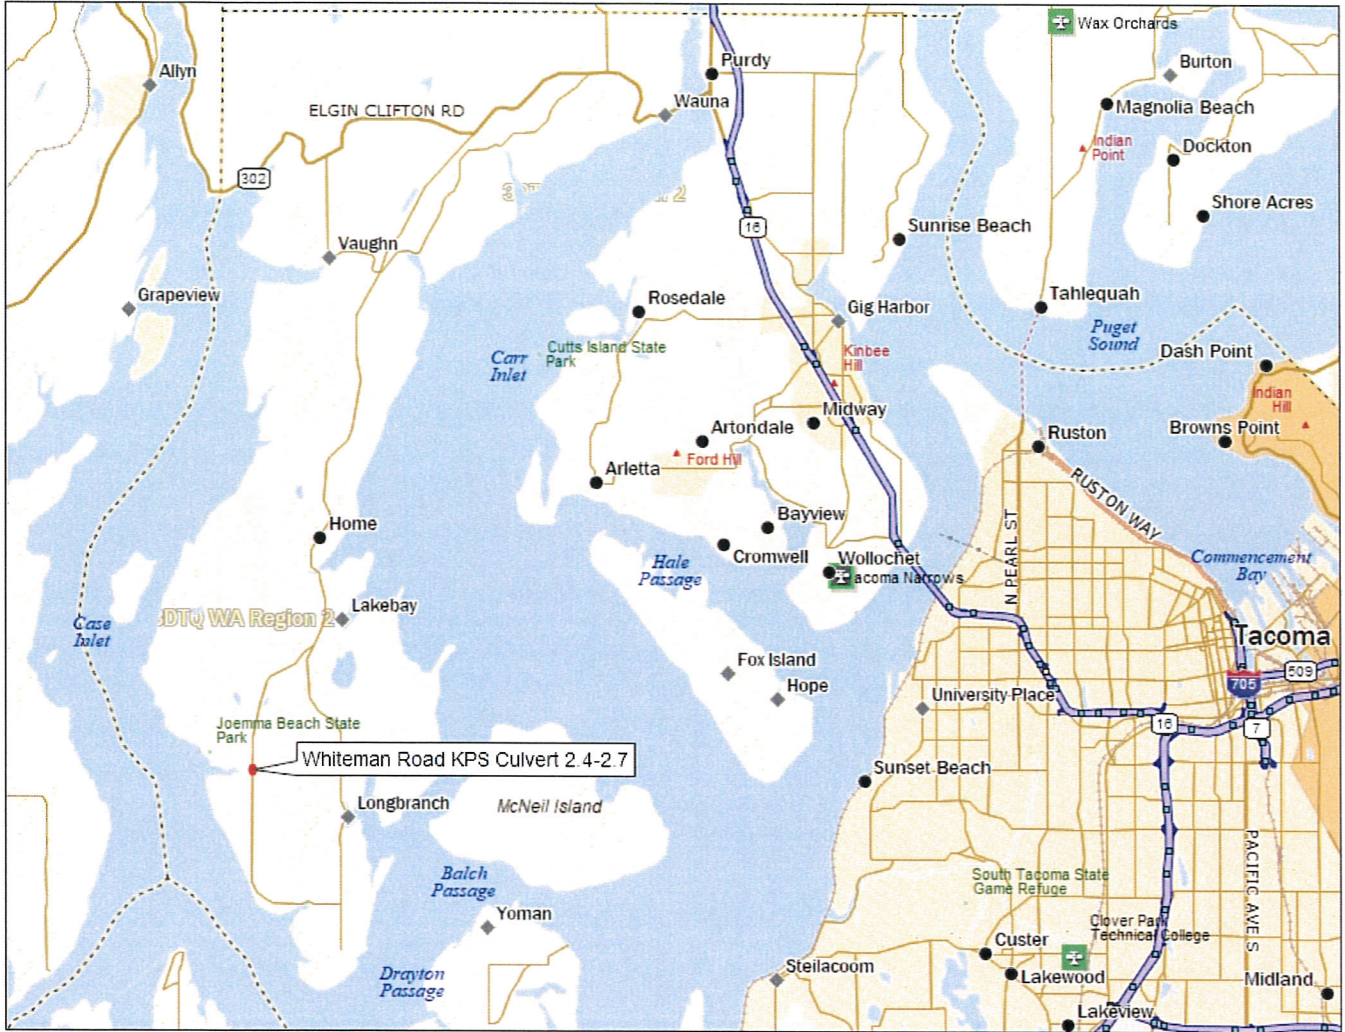 Wax Orchards
Purdy
Burton
Allyn
Wauna
Magnolia Beach
ELGIN CLIFTON RD
Indian
Point
Dockton
302
Shore Acres
16
Sunrise Beach
Vaughn
Grapeview
Rosedale
Gig Harbor
Tahlequah
Puget
Sound
Cutts Island State
Park
Carr
Inlet
Kinbee
Hill
Dash Point
Indian
Hill
Midway
Artondale
Ruston
Browns Point
Ford Hill
Arletta
RUSTON WAY
Home
Bayview
N PEARL ST
Cromwell
Wollochet
Hale
Passage
acoma Narrows
Commencement
Bay
Lakebay
3DTQ WA Region 2
Case
Inlet
Tacoma
Fox Island
Hope
509
705
University Place
16
7
Joemma Beach State
Park
Whiteman Road KPS Culvert 2.4-2.7
Sunset Beach
Longbranch
McNeil Island
PACIFIC AVE S
Balch
Passage
South Tacoma State
Game Refuge
Yoman
Clover Park
Technical College
Custer
Steilacoom
Lakewood
Drayton
Passage
Midland
Lakeview